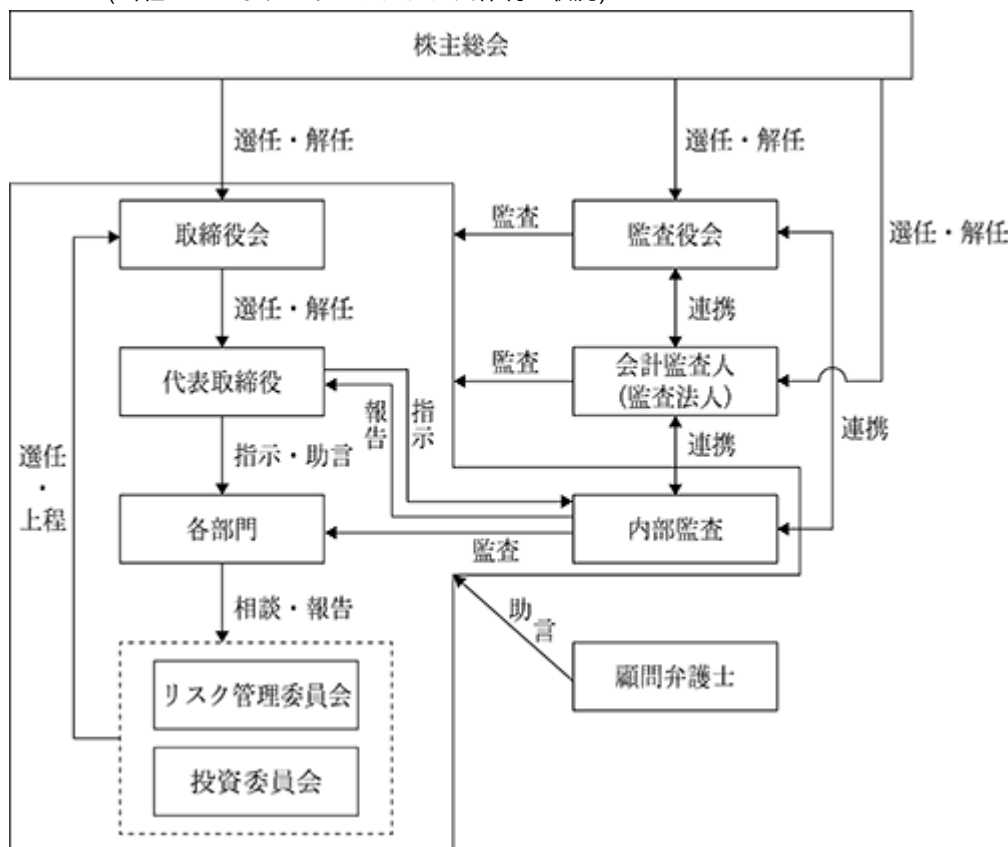 株主総会
選任・解任
選任・解任
選任・解任
取締役会
監査
監査役会
選任・解任
連携
代表取締役
監査
会計監査人
(監査法人)
報告
指示
連携
連携
選任・上程
指示・助言
各部門
監査
内部監査
相談・報告
助言
顧問弁護士
リスク管理委員会
投資委員会